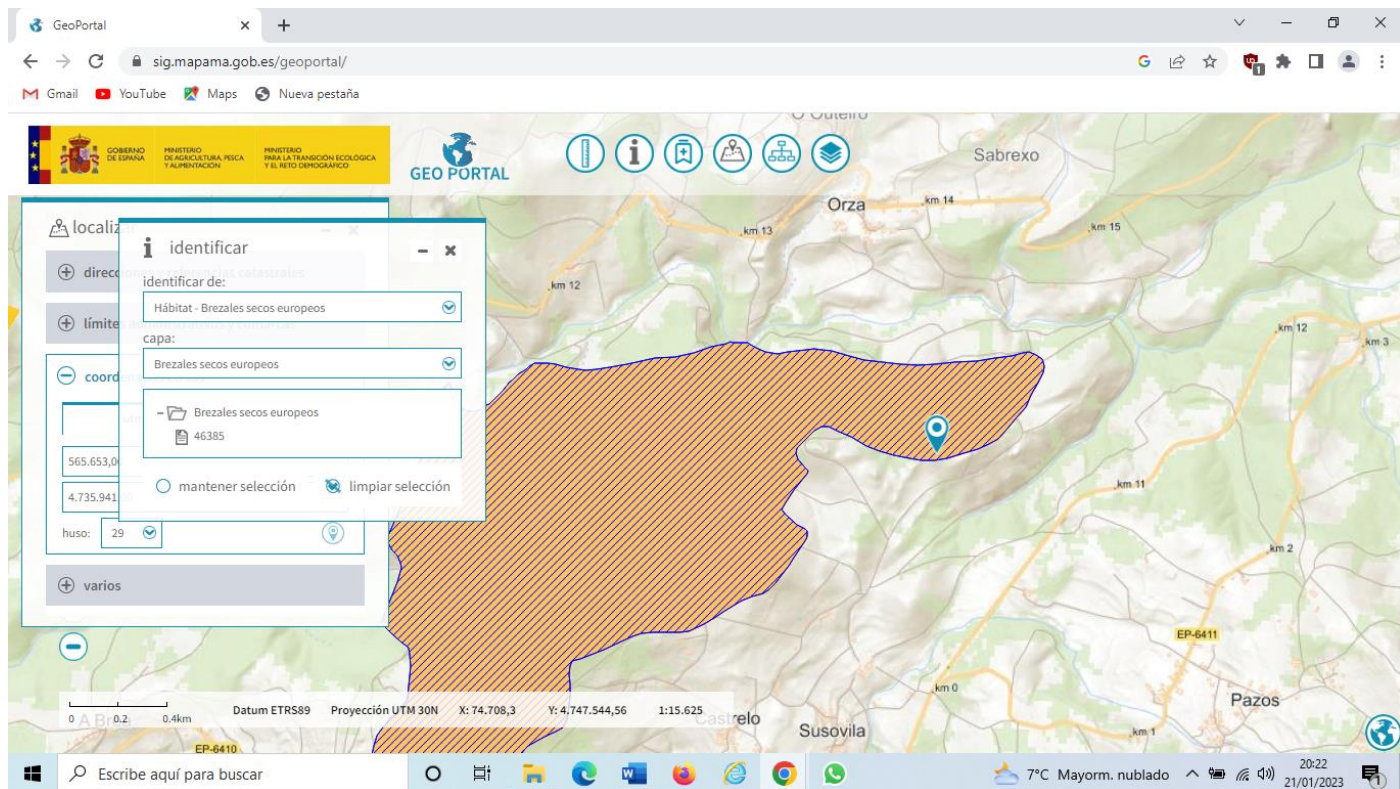 GeoPortal
sig.mapama.gob.es/geoportal/
G
1
Gmail YouTube Maps Nueva pestaña
GOBIERNO DE ESPAÑA
MINISTERIO DE AGRICULTURA, PESCA Y ALIMENTACIÓN
MINISTERIO PARA LA TRANSICIÓN ECOLÓGICA Y EL RETO DEMOGRÁFICO
GEO PORTAL
O Outeiro
Sabrexo
Orza
km 14
km 13
km 15
km 12
km 12
km 3
km 11
km 2
EP-6411
km 0
Pazos
Castrelo
Susovila
km 1
EP-6410
identificar
identificar de:
Hábitat - Brezales secos europeos
capa:
Brezales secos europeos
Brezales secos europeos
46385
mantener selección
limpiar selección
565.653,0
4.735.941
huso: 29
varios
0 0.2 0.4km
Datum ETRS89 Proyección UTM 30N X: 74.708,3 Y: 4.747.544,56 1:15.625
Escribe aquí para buscar
7°C Mayorm. nublado
20:22
21/01/2023
1